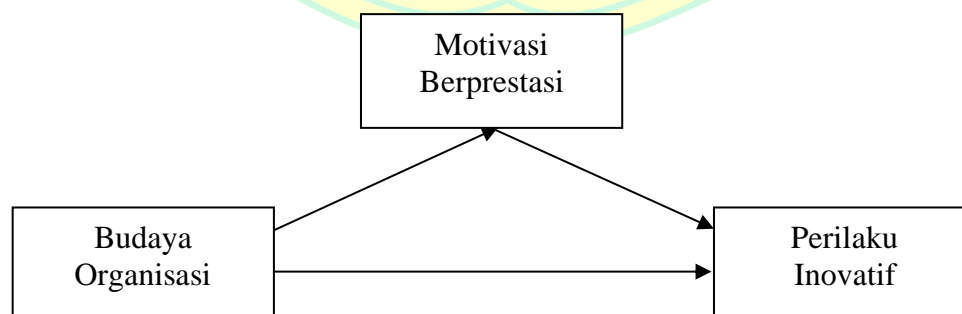 Motivasi
Berprestasi
Budaya
Organisasi
Perilaku
Inovatif